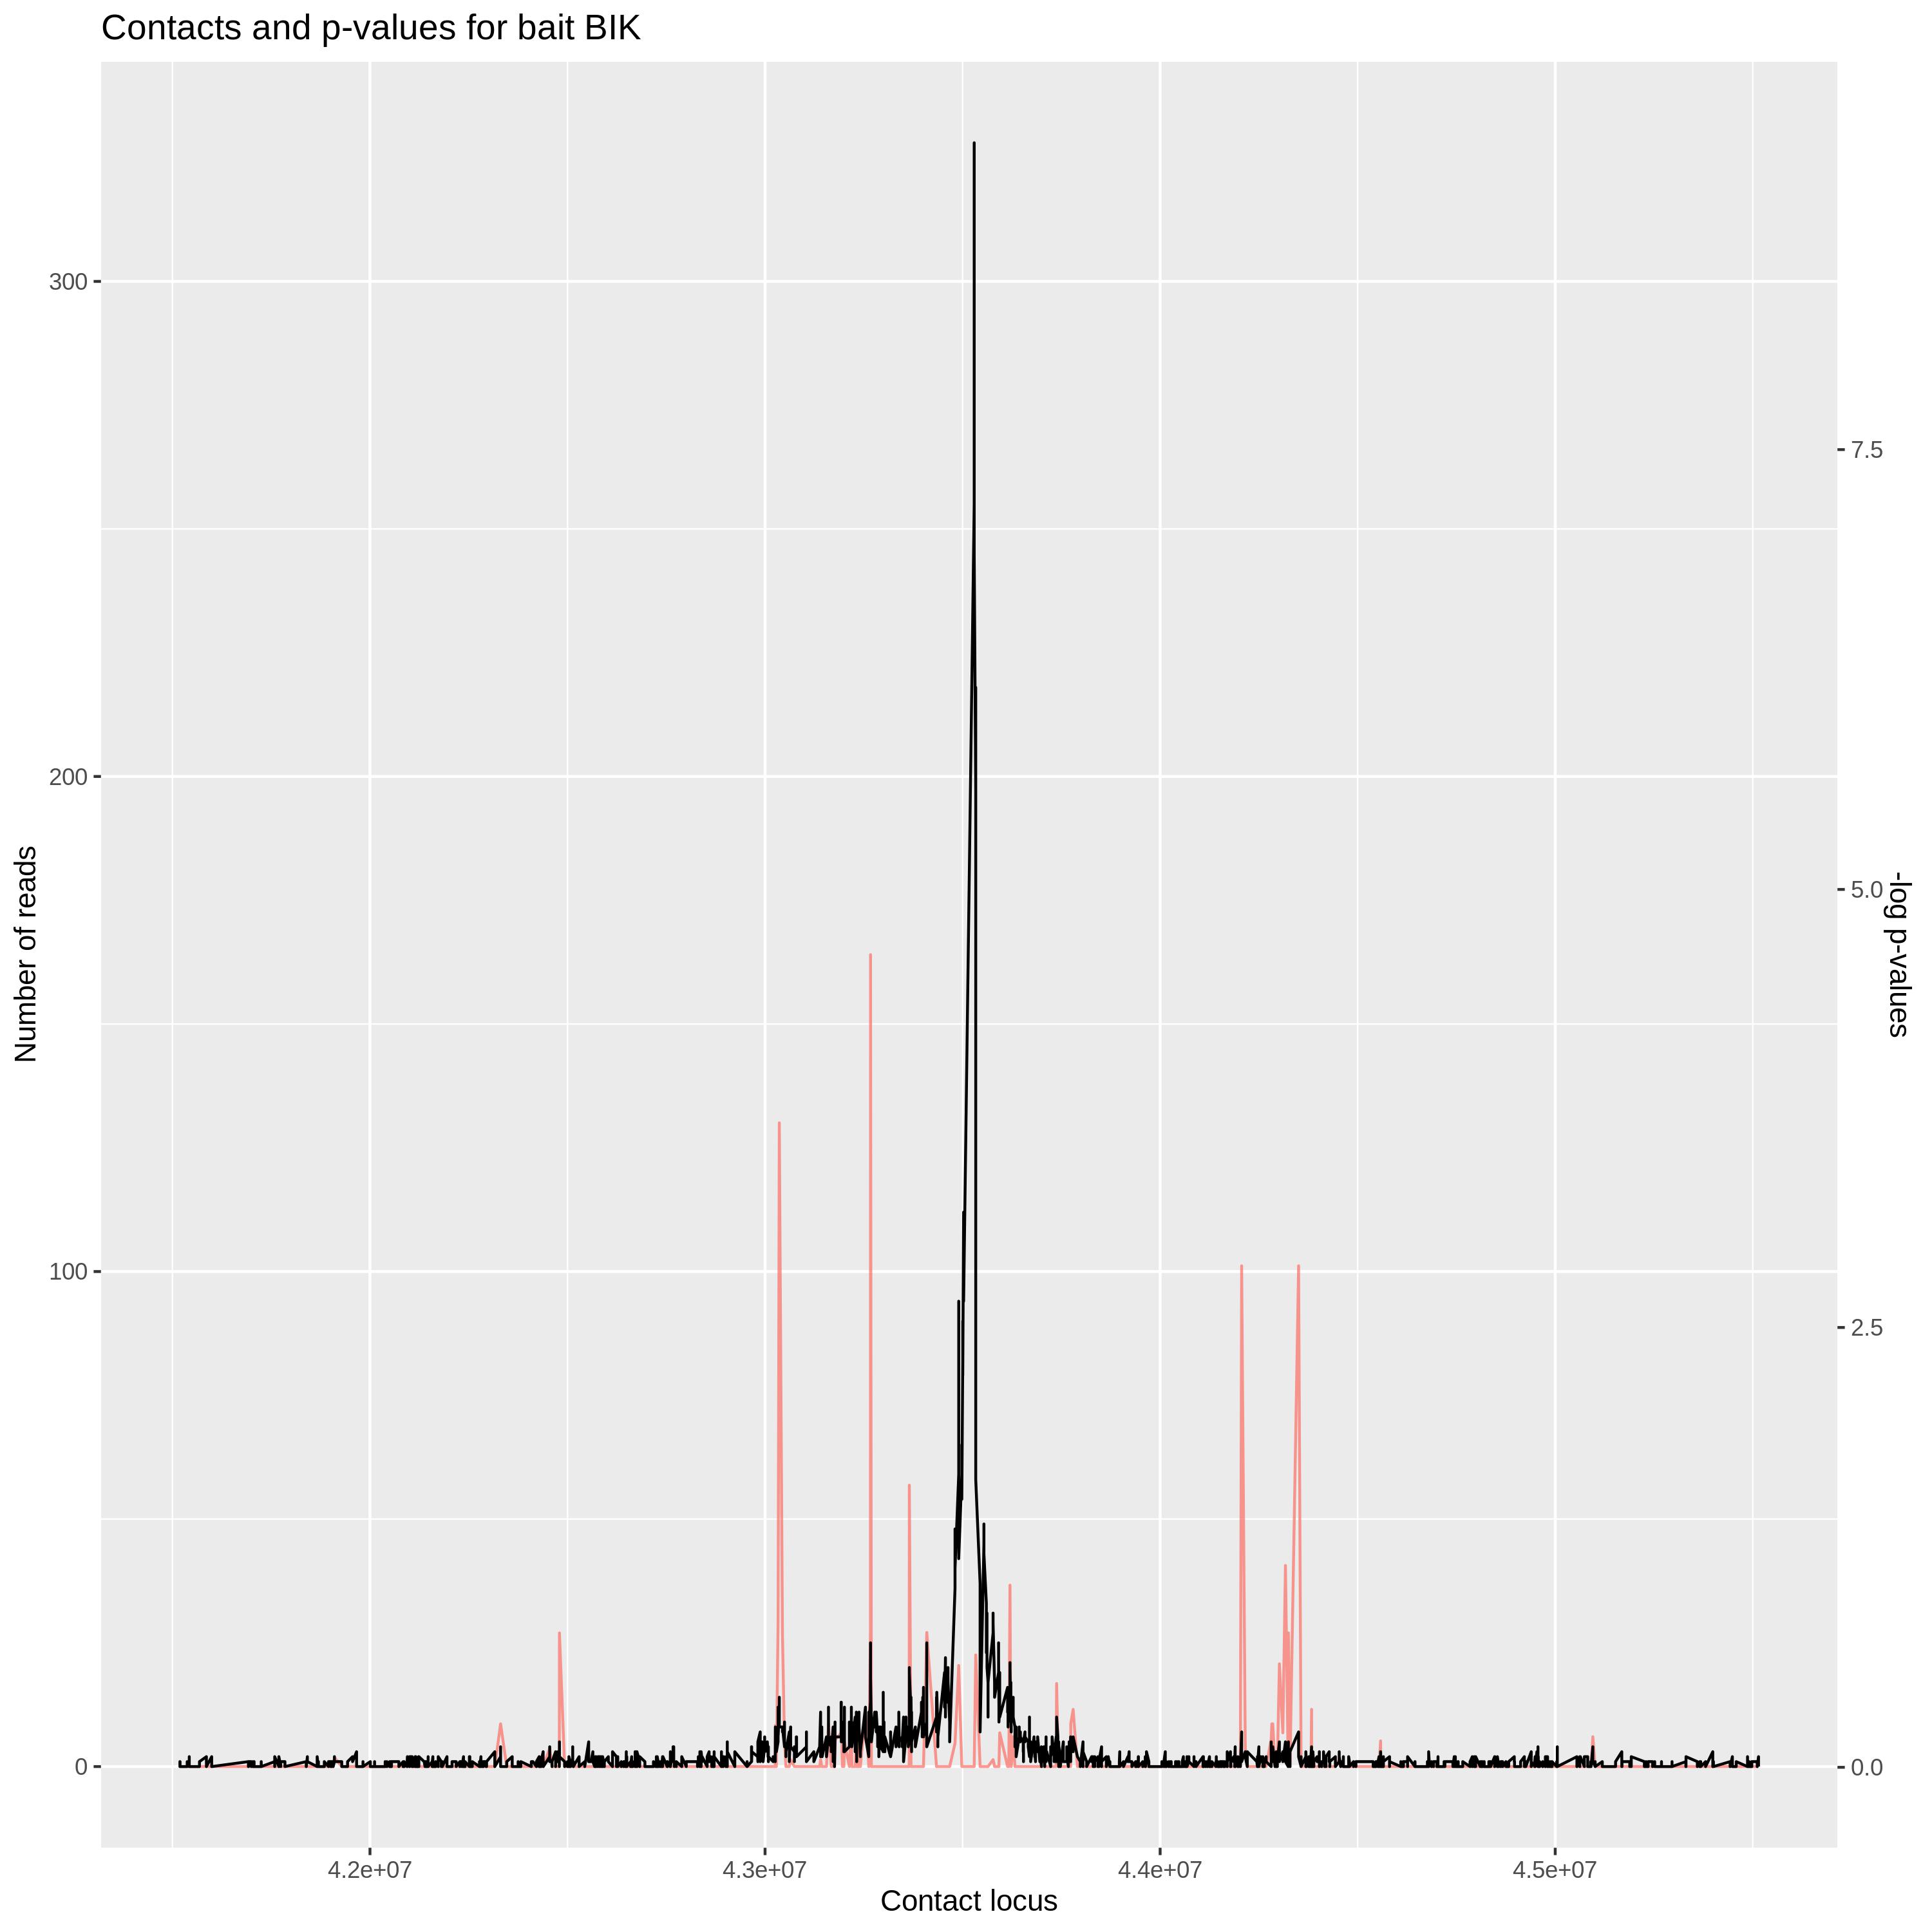 Contacts and p-values for bait BIK
300
200
100
0
7.5
5.0
2.5
0.0
Number of reads
-log p-values
4.2e+07
4.3e+07
4.4e+07
4.5e+07
Contact locus